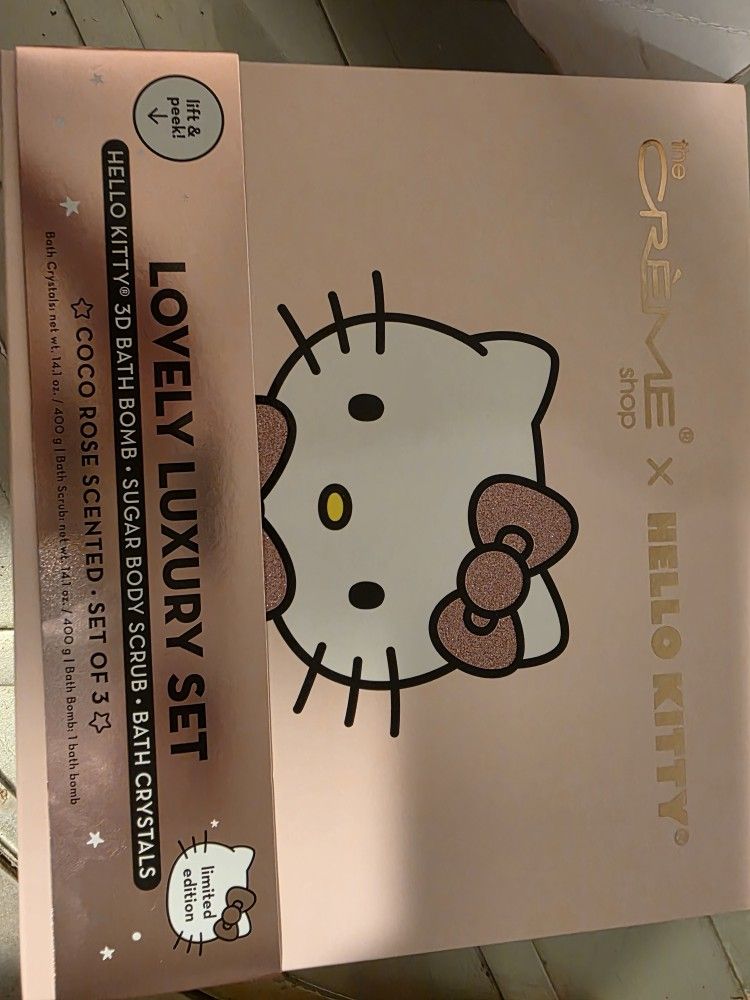 the
CRÈME®
shop
× HELLO KITTY®
lift &
peek!
↓
LOVELY LUXURY SET
HELLO KITTY® 3D BATH BOMB • SUGAR BODY SCRUB • BATH CRYSTALS
COCO ROSE SCENTED • SET OF 3
Bath Crystals: net wt. 14.1 oz. / 400 g | Bath Scrub: net wt. 14.1 oz. / 400 g | Bath Bomb: 1 bath bomb
limited
edition